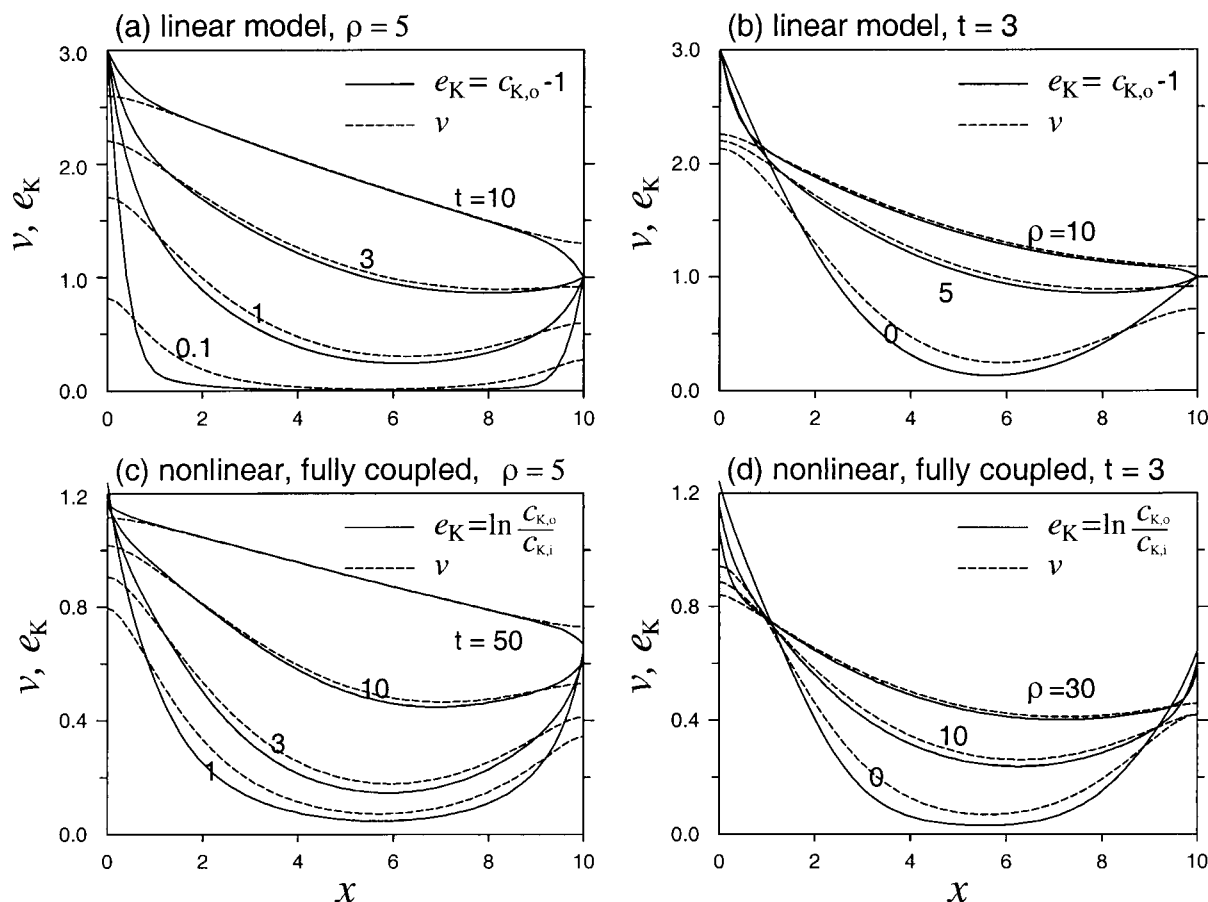 (a) linear model, ρ = 5
3.0
2.0
1.0
0.0
v, e_K
e_K = c_K,o -1
v
t =10
3
1
0.1
0 2 4 6 8 10
(b) linear model, t = 3
3.0
2.0
1.0
0.0
e_K = c_K,o -1
v
ρ =10
5
0
0 2 4 6 8 10
(c) nonlinear, fully coupled, ρ = 5
1.2
0.8
0.4
0.0
v, e_K
e_K = ln c_K,o / c_K,i
v
t = 50
10
3
1
0 2 4 6 8 10
x
(d) nonlinear, fully coupled, t = 3
1.2
0.8
0.4
0.0
e_K = ln c_K,o / c_K,i
v
ρ =30
10
0
0 2 4 6 8 10
x